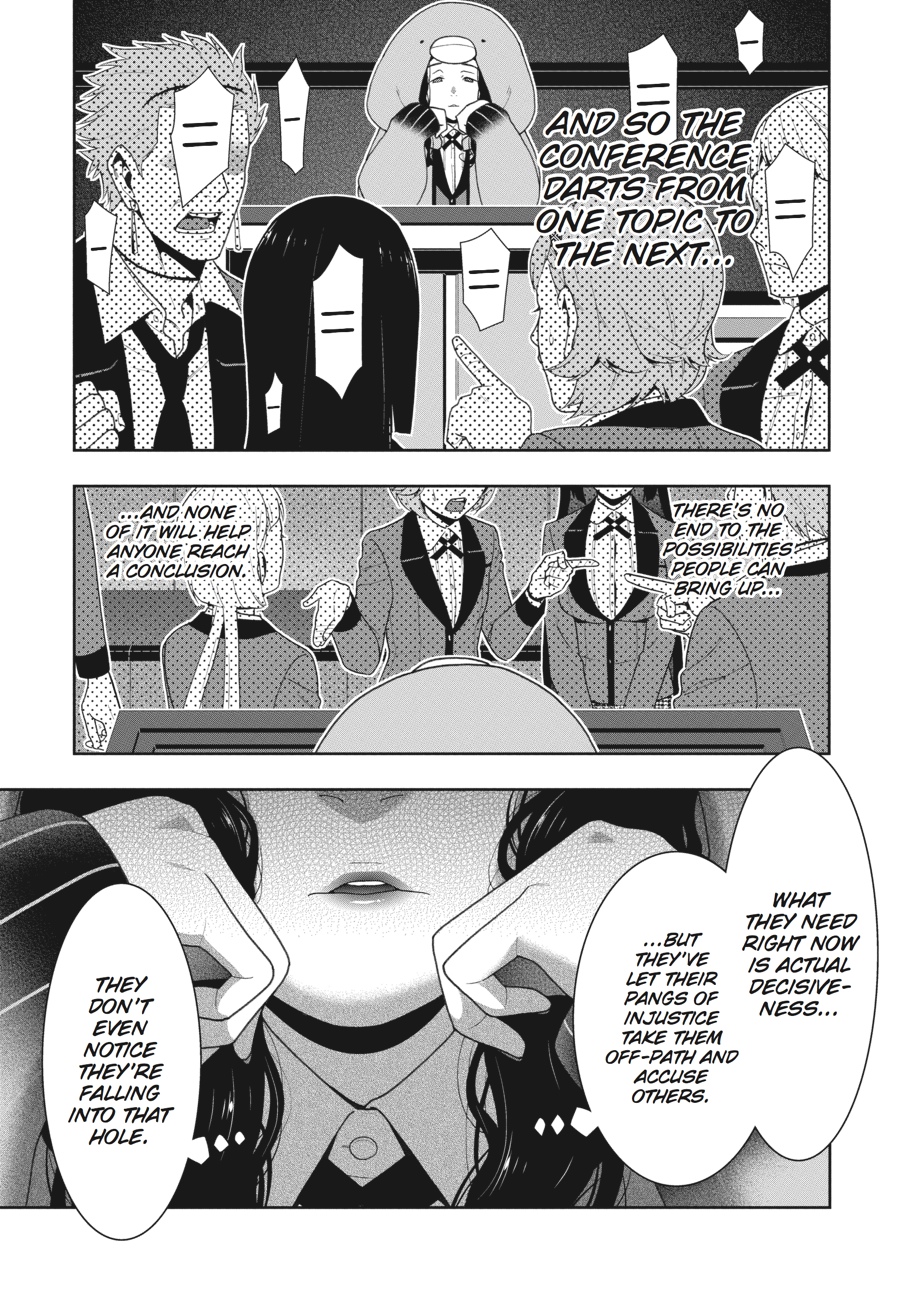 AND SO THE
CONFERENCE
DARTS FROM
ONE TOPIC TO
THE NEXT...
THERE'S NO
END TO THE
POSSIBILITIES
PEOPLE CAN
BRING UP...
...AND NONE
OF IT WILL HELP
ANYONE REACH
A CONCLUSION.
WHAT
THEY NEED
RIGHT NOW
IS ACTUAL
DECISIVE-
NESS...
...BUT
THEY'VE
LET THEIR
PANGS OF
INJUSTICE
TAKE THEM
OFF-PATH AND
ACCUSE
OTHERS.
THEY
DON'T
EVEN
NOTICE
THEY'RE
FALLING
INTO THAT
HOLE.